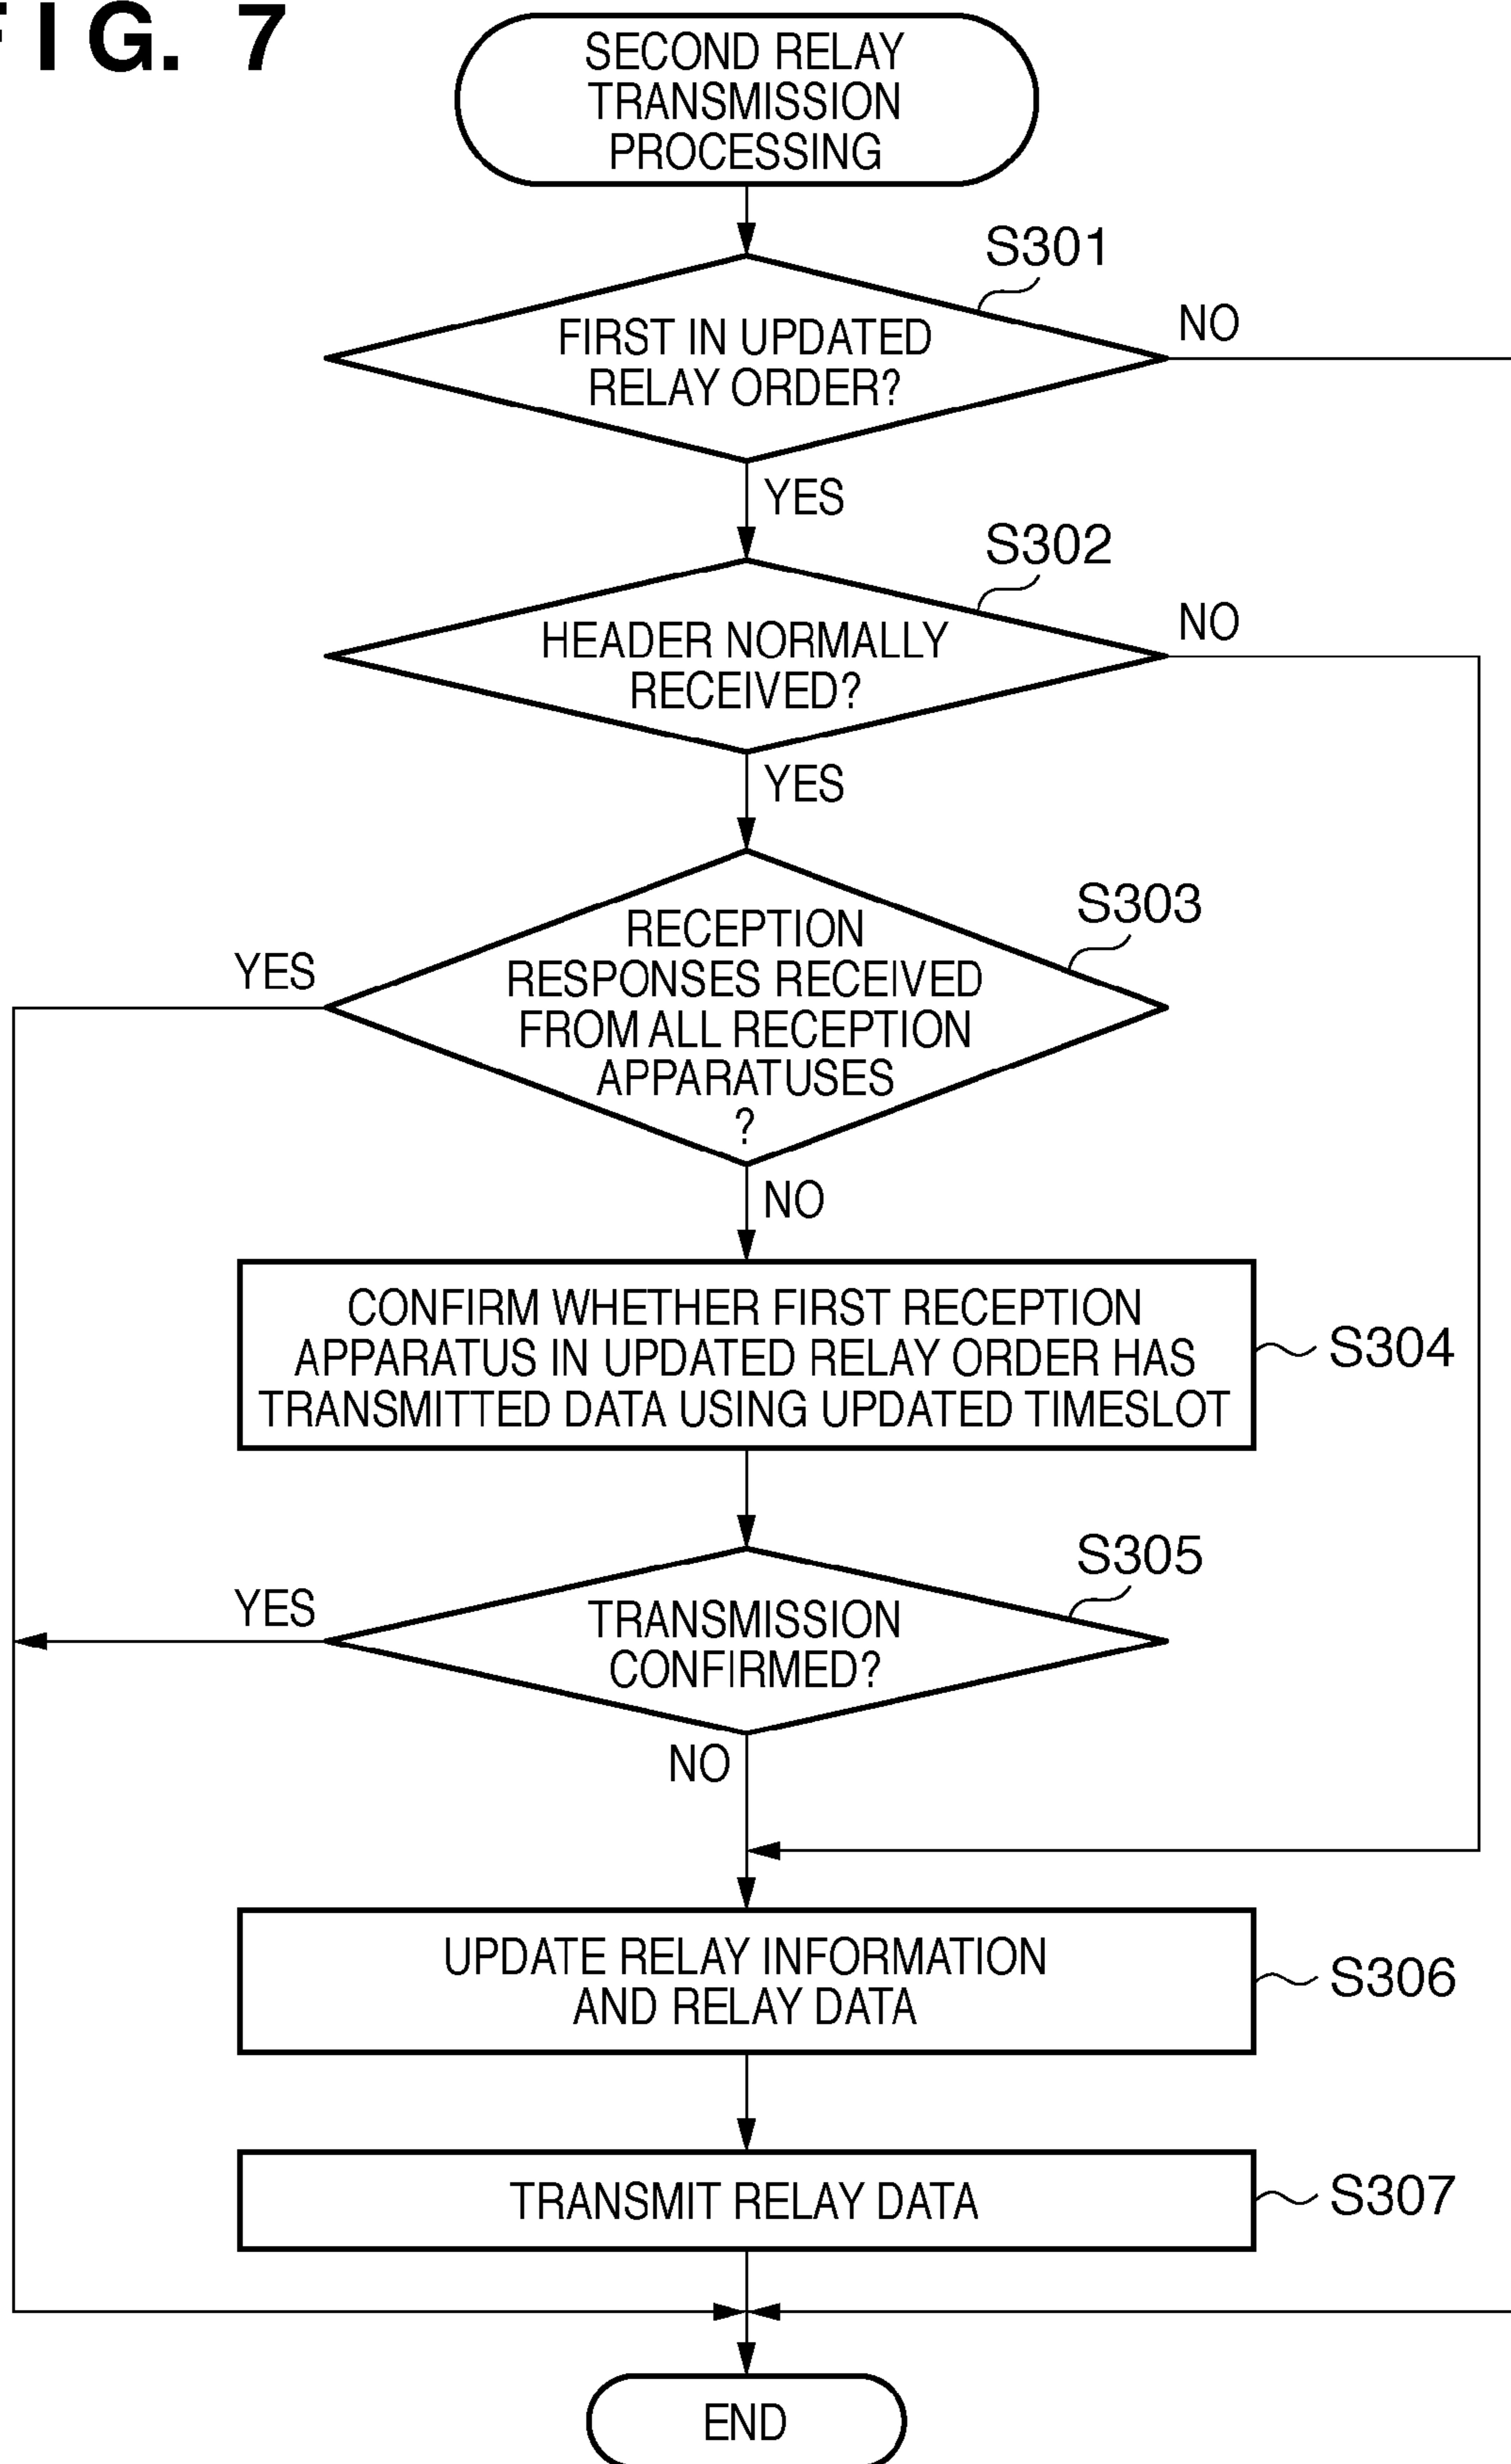 FIG. 7
SECOND RELAY
TRANSMISSION
PROCESSING
S301
FIRST IN UPDATED
RELAY ORDER?
NO
YES
S302
HEADER NORMALLY
RECEIVED?
NO
YES
S303
RECEPTION
RESPONSES RECEIVED
FROM ALL RECEPTION
APPARATUSES
?
YES
NO
CONFIRM WHETHER FIRST RECEPTION
APPARATUS IN UPDATED RELAY ORDER HAS
TRANSMITTED DATA USING UPDATED TIMESLOT
S304
S305
TRANSMISSION
CONFIRMED?
YES
NO
UPDATE RELAY INFORMATION
AND RELAY DATA
S306
TRANSMIT RELAY DATA
S307
END